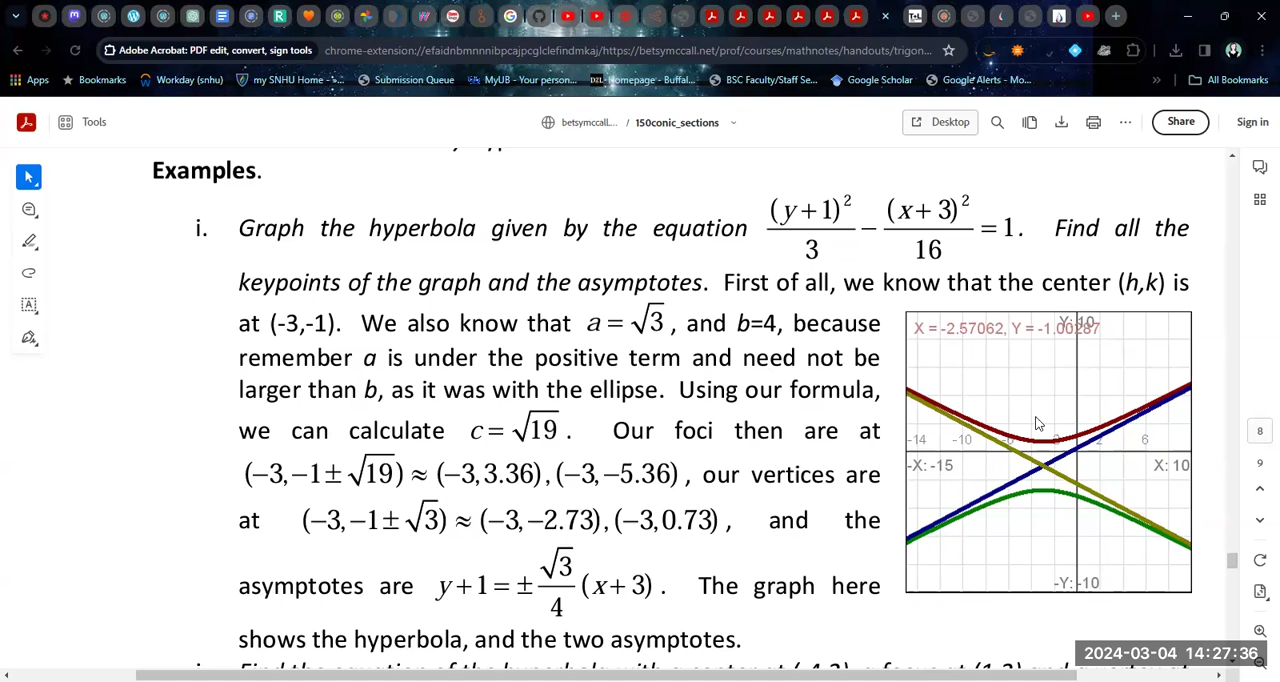 Adobe Acrobat: PDF edit, convert, sign tools
chrome-extension://efaidnbmnnnibpcajpcglclefindmkaj/https://betsymccall.net/prof/courses/mathnotes/handouts/trigon...
Apps
Bookmarks
Workday (snhu)
my SNHU Home - ‎...
Submission Queue
MyUB - Your person...
DZL
Homepage - Buffal...
BSC Faculty/Staff Se...
Google Scholar
Google Alerts - Mo...
»
All Bookmarks
Tools
betsymccall... / 150conic_sections
Desktop
Share
Sign in
Examples.
i. Graph the hyperbola given by the equation (y+1)²/3 − (x+3)²/16 = 1. Find all the
keypoints of the graph and the asymptotes. First of all, we know that the center (h,k) is
at (-3,-1). We also know that a = √3, and b=4, because
remember a is under the positive term and need not be
larger than b, as it was with the ellipse. Using our formula,
we can calculate c = √19. Our foci then are at
(−3,−1±√19) ≈ (−3,3.36),(−3,−5.36), our vertices are
at (−3,−1±√3) ≈ (−3,−2.73),(−3,0.73), and the
asymptotes are y+1 = ± √3/4 (x+3). The graph here
shows the hyperbola, and the two asymptotes.
X = -2.57062, Y = -1.00287
Y: 10
-14 -10 -6 2 6
-X: -15
X: 10
-Y: -10
8
9
2024-03-04 14:27:36